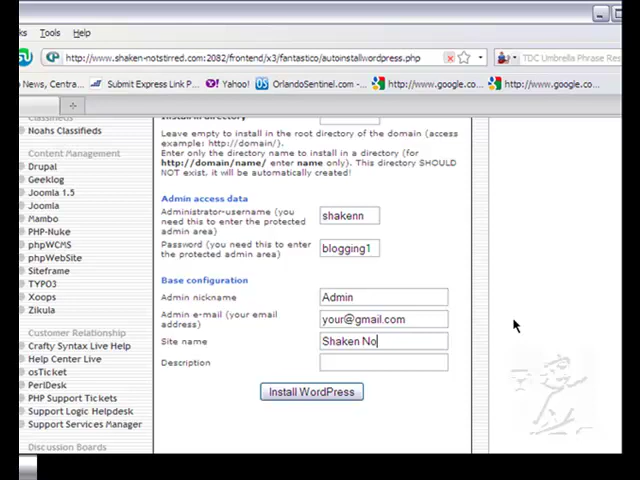 ks Tools Help
http://www.shaken-notstirred.com:2082/frontend/x3/fantastico/autoinstallwordpress.php
TDC Umbrella Phrase Res
o News, Centra... Submit Express Link P... Yahoo! OrlandoSentinel.com -... http://www.google.co... http://www.google.co...
Classifieds
Noahs Classifieds
Content Management
Drupal
Geeklog
Joomla 1.5
Joomla
Mambo
PHP-Nuke
phpWCMS
phpWebSite
Siteframe
TYPO3
Xoops
Zikula
Customer Relationship
Crafty Syntax Live Help
Help Center Live
osTicket
PerlDesk
PHP Support Tickets
Support Logic Helpdesk
Support Services Manager
Discussion Boards
Install in directory
Leave empty to install in the root directory of the domain (access
example: http://domain/).
Enter only the directory name to install in a directory (for
http://domain/name/ enter name only). This directory SHOULD
NOT exist, it will be automatically created!
Admin access data
Administrator-username (you
need this to enter the protected
admin area)
shakenn
Password (you need this to enter
the protected admin area)
blogging1
Base configuration
Admin nickname
Admin
Admin e-mail (your email
address)
your@gmail.com
Site name
Shaken No
Description
Install WordPress